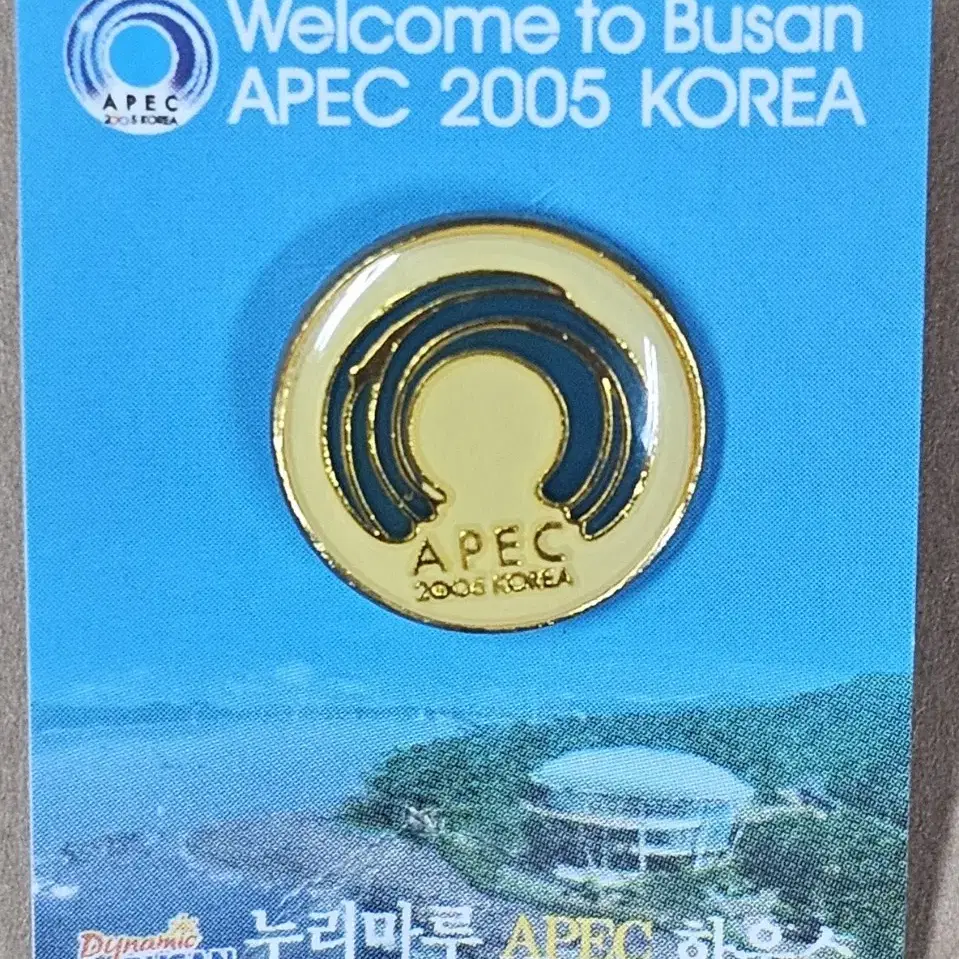 Welcome to Busan
APEC 2005 KOREA
APEC
2005 KOREA
APEC
2005 KOREA
Dynamic
BUSAN
누리마루 APEC 하우스